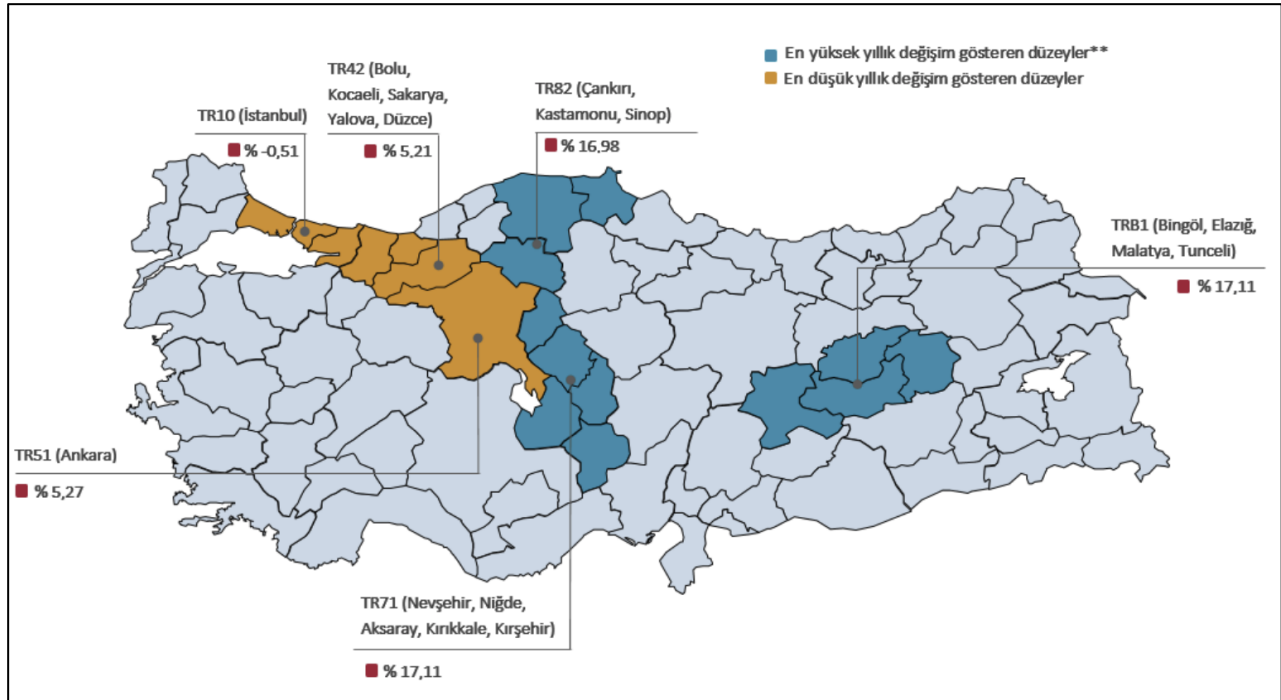 En yüksek yıllık değişim gösteren düzeyler**
En düşük yıllık değişim gösteren düzeyler
TR42 (Bolu,
Kocaeli, Sakarya,
Yalova, Düzce)
% 5,21
TR82 (Çankırı,
Kastamonu, Sinop)
% 16,98
TR10 (İstanbul)
% -0,51
TRB1 (Bingöl, Elazığ,
Malatya, Tunceli)
% 17,11
TR51 (Ankara)
% 5,27
TR71 (Nevşehir, Niğde,
Aksaray, Kırıkkale, Kırşehir)
% 17,11